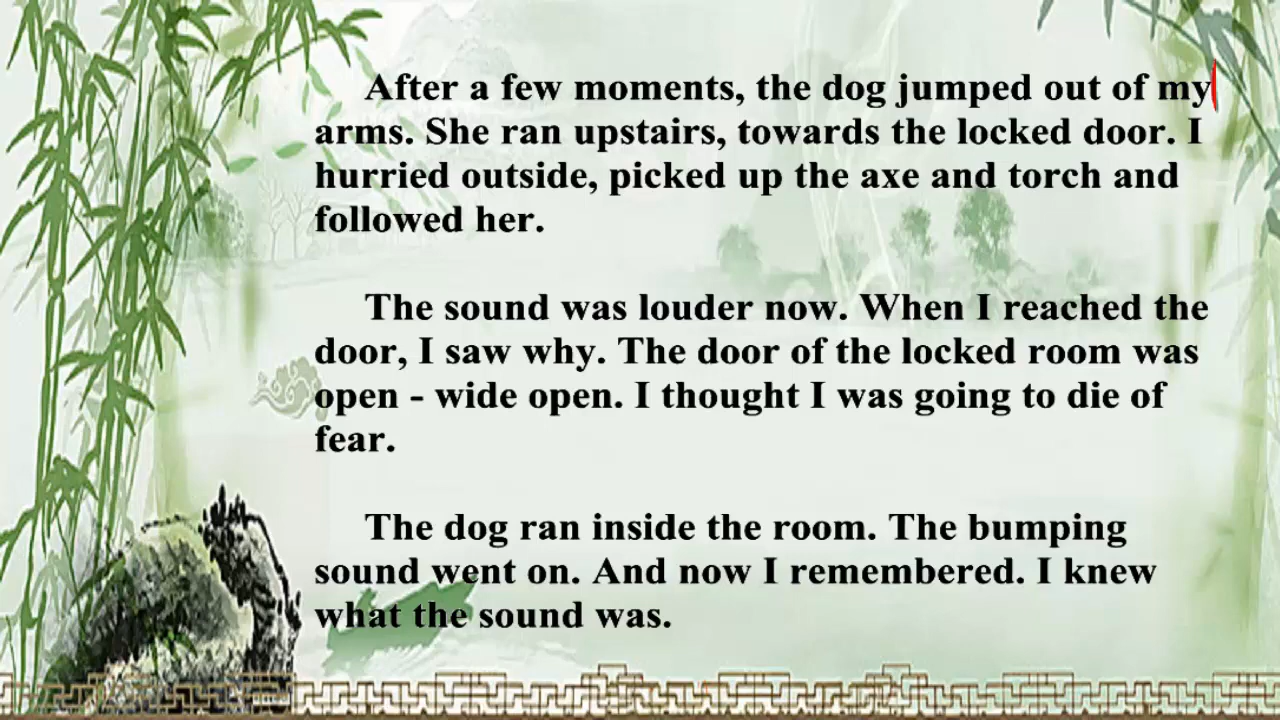 After a few moments, the dog jumped out of my
arms. She ran upstairs, towards the locked door. I
hurried outside, picked up the axe and torch and
followed her.
The sound was louder now. When I reached the
door, I saw why. The door of the locked room was
open - wide open. I thought I was going to die of
fear.
The dog ran inside the room. The bumping
sound went on. And now I remembered. I knew
what the sound was.